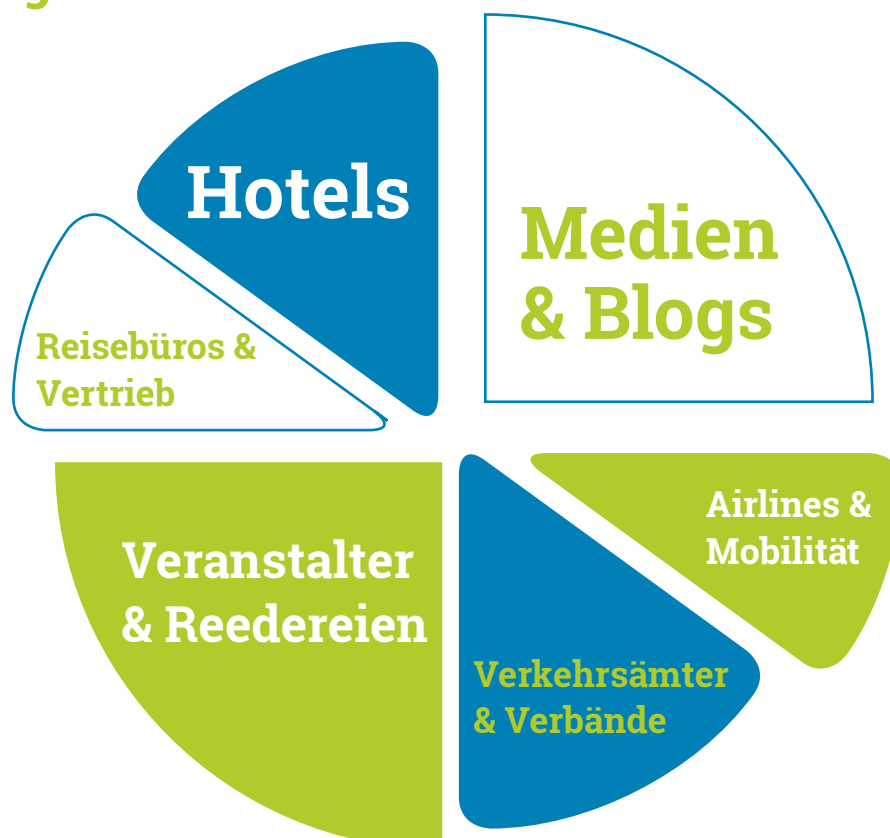 Hotels
Medien
& Blogs
Reisebüros &
Vertrieb
Airlines &
Mobilität
Veranstalter
& Reedereien
Verkehrsämter
& Verbände